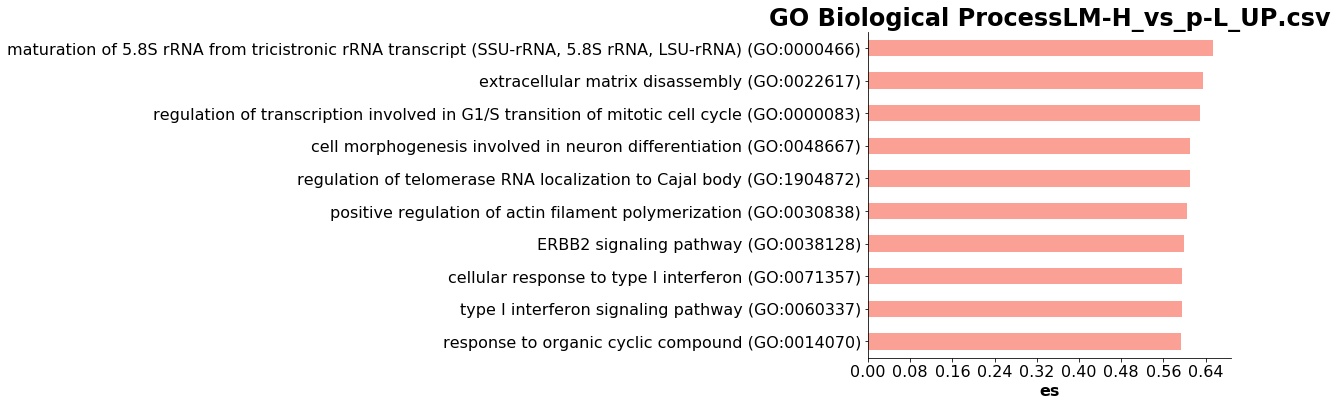 GO Biological ProcessLM-H_vs_p-L_UP.csv
maturation of 5.8S rRNA from tricistronic rRNA transcript (SSU-rRNA, 5.8S rRNA, LSU-rRNA) (GO:0000466)
extracellular matrix disassembly (GO:0022617)
regulation of transcription involved in G1/S transition of mitotic cell cycle (GO:0000083)
cell morphogenesis involved in neuron differentiation (GO:0048667)
regulation of telomerase RNA localization to Cajal body (GO:1904872)
positive regulation of actin filament polymerization (GO:0030838)
ERBB2 signaling pathway (GO:0038128)
cellular response to type I interferon (GO:0071357)
type I interferon signaling pathway (GO:0060337)
response to organic cyclic compound (GO:0014070)
0.00 0.08 0.16 0.24 0.32 0.40 0.48 0.56 0.64
es